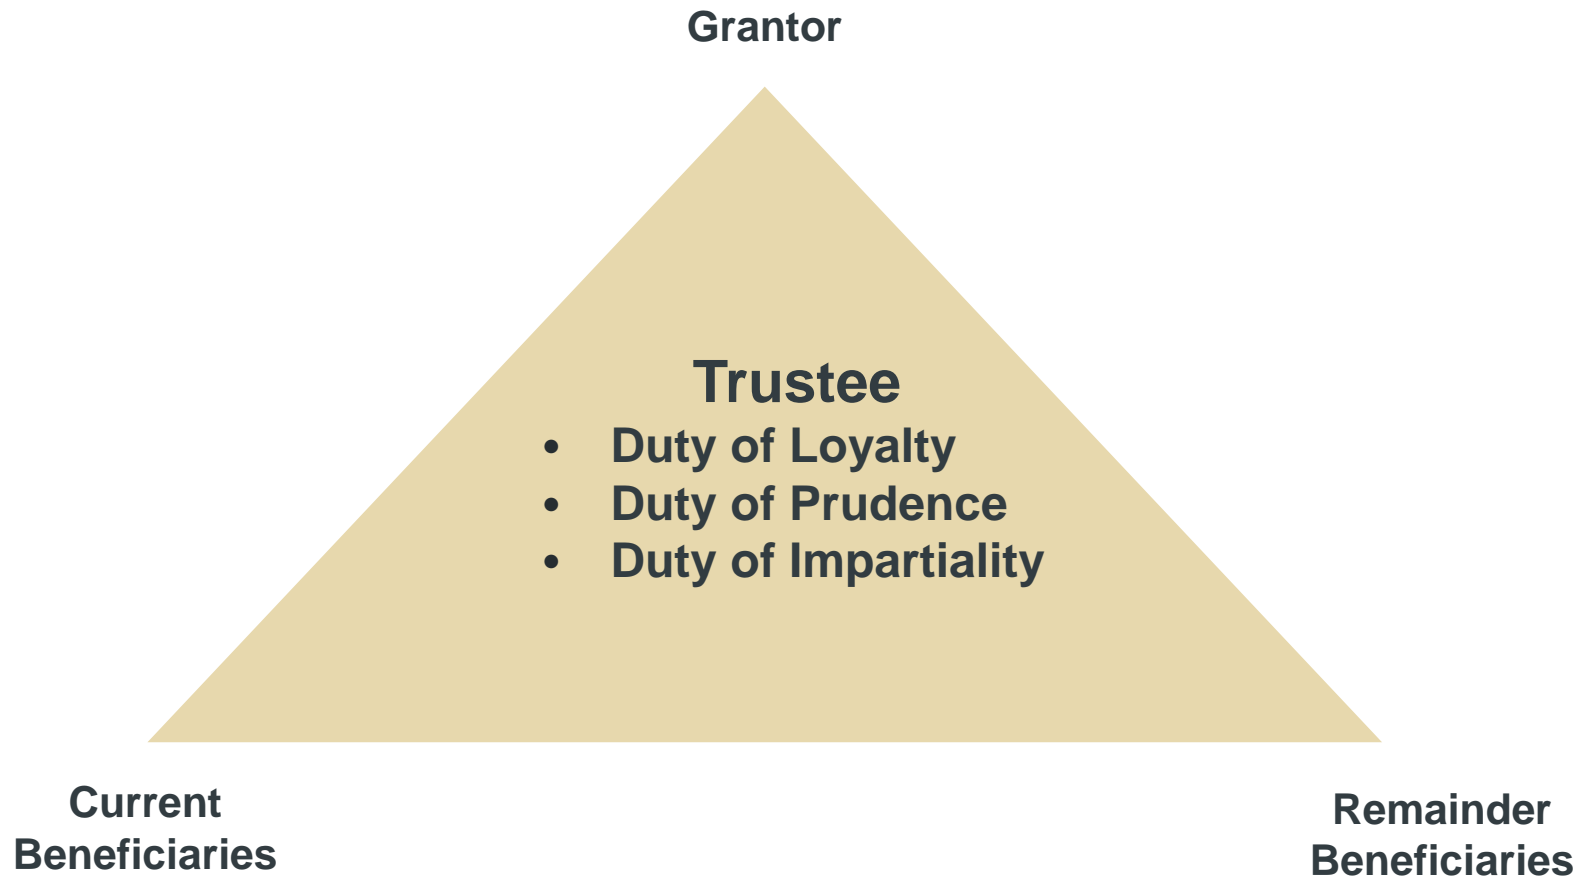 Grantor
Trustee
• Duty of Loyalty
• Duty of Prudence
• Duty of Impartiality
Current
Beneficiaries
Remainder
Beneficiaries